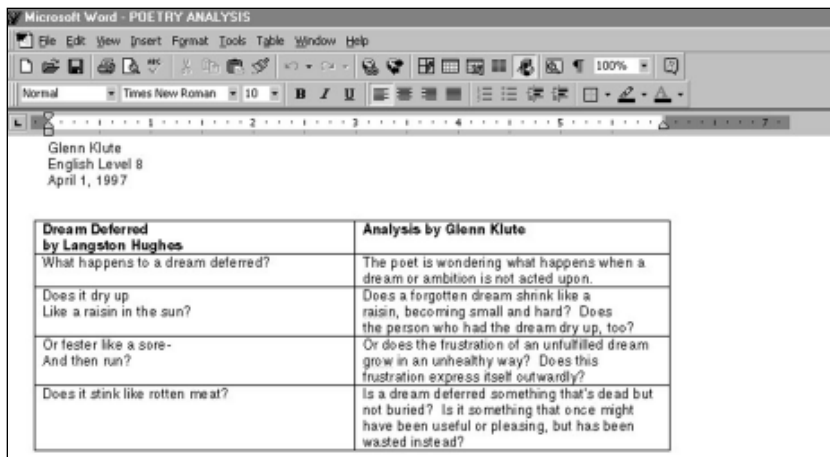 Microsoft Word - POETRY ANALYSIS
File Edit View Insert Format Tools Table Window Help
100%
Normal Times New Roman 10 B I U A
1 2 3 4 5 7
Glenn Klute
English Level 8
April 1, 1997
Dream Deferred
by Langston Hughes
Analysis by Glenn Klute
What happens to a dream deferred?
The poet is wondering what happens when a
dream or ambition is not acted upon.
Does it dry up
Like a raisin in the sun?
Does a forgotten dream shrink like a
raisin, becoming small and hard? Does
the person who had the dream dry up, too?
Or fester like a sore-
And then run?
Or does the frustration of an unfulfilled dream
grow in an unhealthy way? Does this
frustration express itself outwardly?
Does it stink like rotten meat?
Is a dream deferred something that's dead but
not buried? Is it something that once might
have been useful or pleasing, but has been
wasted instead?